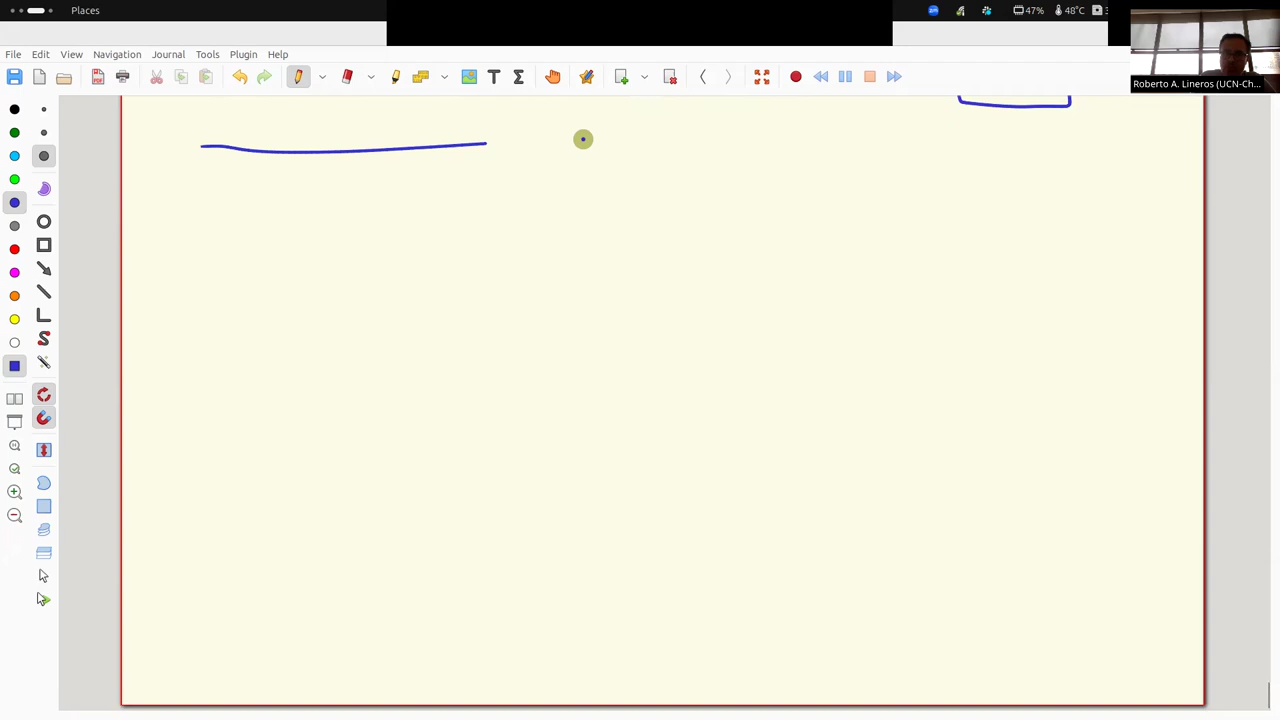 Places
47%
48°C
File Edit View Navigation Journal Tools Plugin Help
Roberto A. Lineros (UCN-Ch...